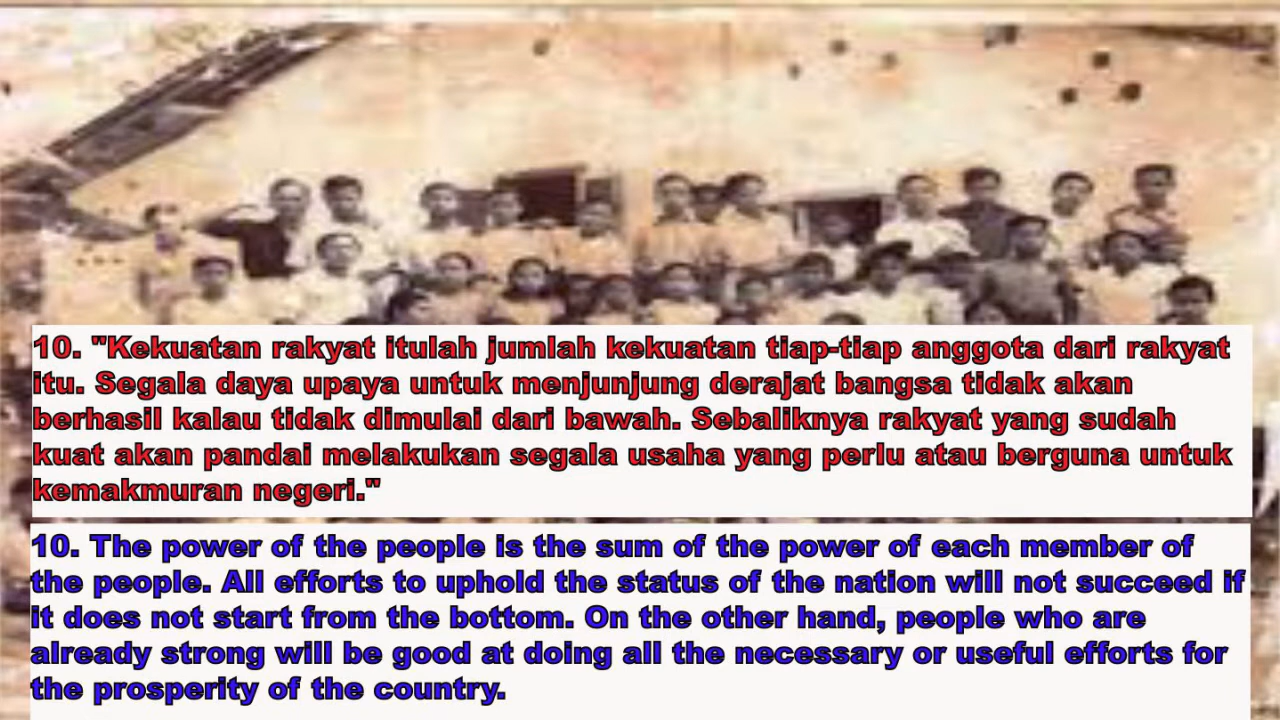 10. "Kekuatan rakyat itulah jumlah kekuatan tiap-tiap anggota dari rakyat
itu. Segala daya upaya untuk menjunjung derajat bangsa tidak akan
berhasil kalau tidak dimulai dari bawah. Sebaliknya rakyat yang sudah
kuat akan pandai melakukan segala usaha yang perlu atau berguna untuk
kemakmuran negeri."
10. The power of the people is the sum of the power of each member of
the people. All efforts to uphold the status of the nation will not succeed if
it does not start from the bottom. On the other hand, people who are
already strong will be good at doing all the necessary or useful efforts for
the prosperity of the country.